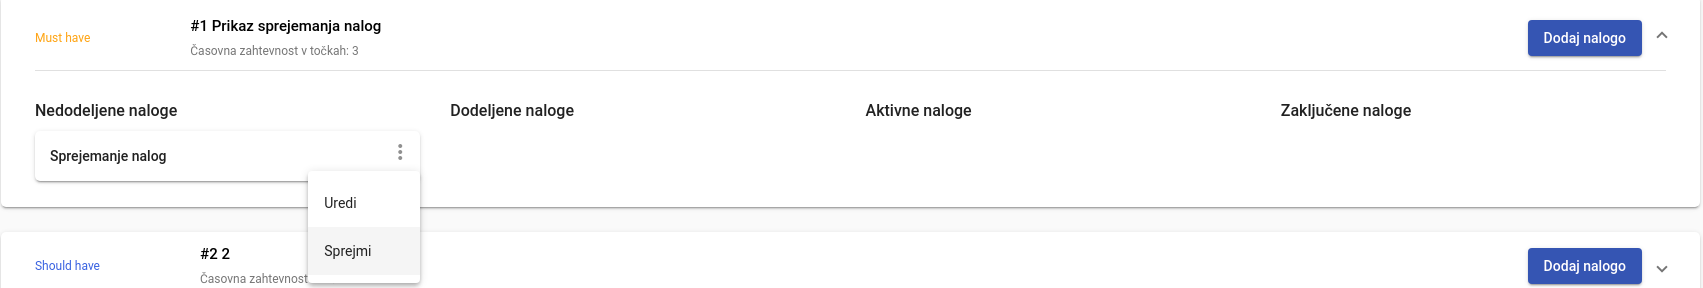 Must have
#1 Prikaz sprejemanja nalog
Časovna zahtevnost v točkah: 3
Dodaj nalogo
Nedodeljene naloge
Dodeljene naloge
Aktivne naloge
Zaključene naloge
Sprejemanje nalog
Uredi
Sprejmi
Should have
#2 2
Časovna zahtevnost
Dodaj nalogo